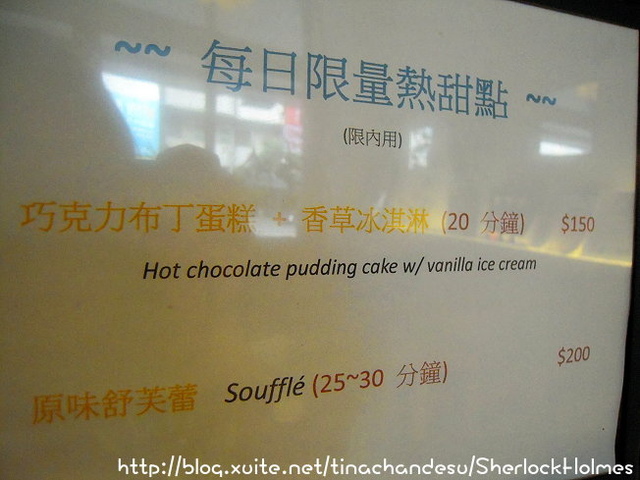 ~~ 每日限量熱甜點 ~~
(限內用)
巧克力布丁蛋糕 + 香草冰淇淋 (20 分鐘) $150
Hot chocolate pudding cake w/ vanilla ice cream
原味舒芙蕾 Soufflé (25~30 分鐘) $200
http://blog.xuite.net/tinachandesu/SherlockHolmes